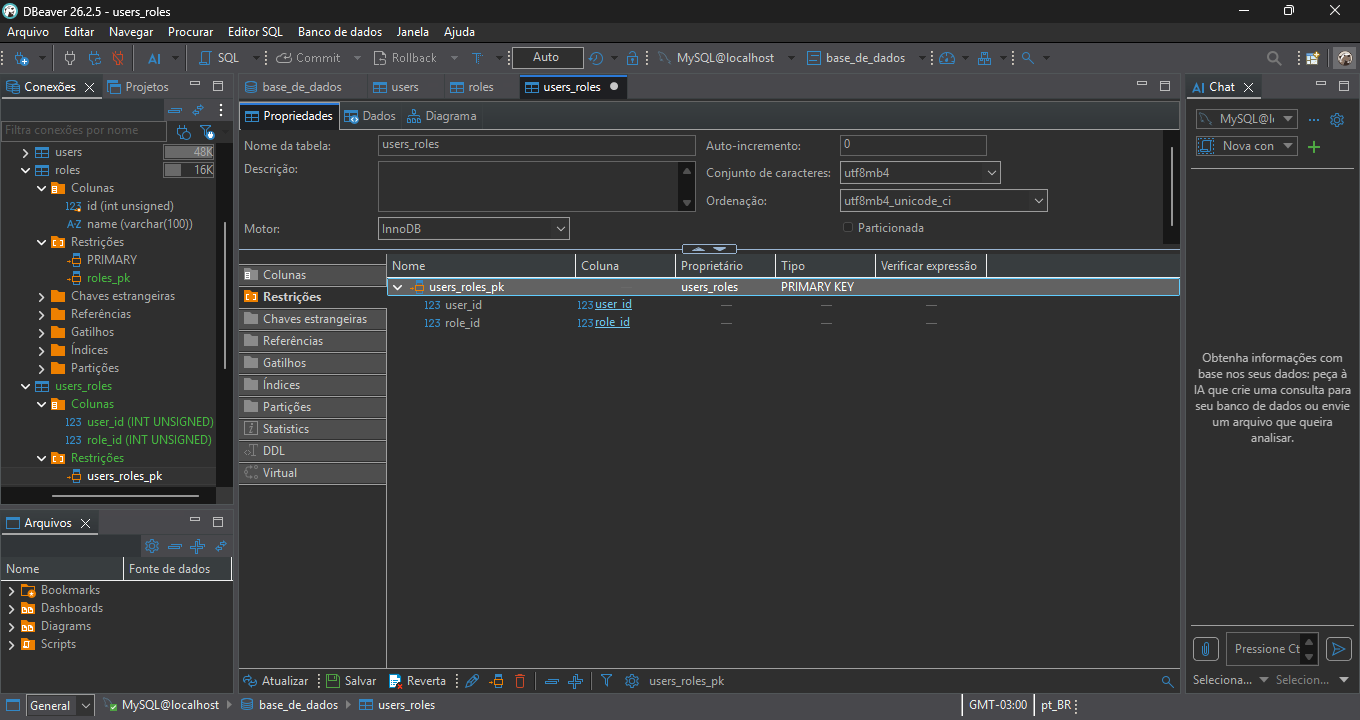 DBeaver 26.2.5 - users_roles
Arquivo Editar Navegar Procurar Editor SQL Banco de dados Janela Ajuda
AI SQL Commit Rollback T Auto MySQL@localhost base_de_dados
Conexões Projetos
Filtra conexões por nome
users 48K
roles 16K
Colunas
123 id (int unsigned)
A-Z name (varchar(100))
Restrições
PRIMARY
roles_pk
Chaves estrangeiras
Referências
Gatilhos
Índices
Partições
users_roles
Colunas
123 user_id (INT UNSIGNED)
123 role_id (INT UNSIGNED)
Restrições
users_roles_pk
Arquivos
Nome Fonte de dados
Bookmarks
Dashboards
Diagrams
Scripts
base_de_dados users roles users_roles
Propriedades Dados Diagrama
Nome da tabela: users_roles Auto-incremento: 0
Descrição: Conjunto de caracteres: utf8mb4
Ordenação: utf8mb4_unicode_ci
Motor: InnoDB Particionada
Colunas
Restrições
Chaves estrangeiras
Referências
Gatilhos
Índices
Partições
Statistics
DDL
Virtual
Nome Coluna Proprietário Tipo Verificar expressão
users_roles_pk — users_roles PRIMARY KEY
123 user_id 123 user_id — — —
123 role_id 123 role_id — — —
Atualizar Salvar Reverta users_roles_pk
AI Chat
MySQL@l
Nova con
Obtenha informações com
base nos seus dados: peça à
IA que crie uma consulta para
seu banco de dados ou envie
um arquivo que queira
analisar.
Pressione Ct
Seleciona... Selecion...
General MySQL@localhost base_de_dados users_roles GMT-03:00 pt_BR